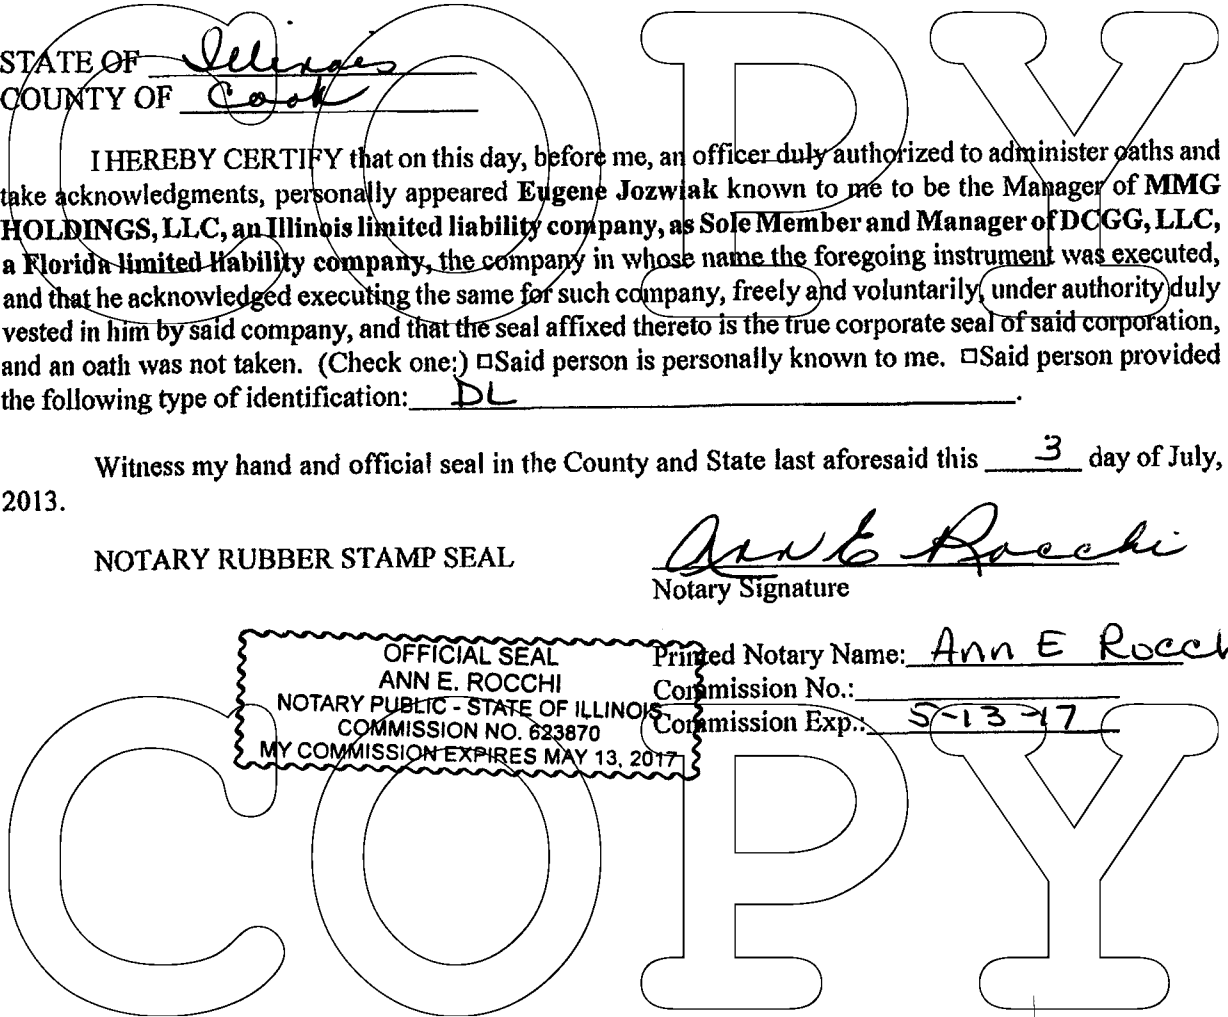 COPY
STATE OF Illinois
COUNTY OF Cook
I HEREBY CERTIFY that on this day, before me, an officer duly authorized to administer oaths and
take acknowledgments, personally appeared Eugene Jozwiak known to me to be the Manager of MMG
HOLDINGS, LLC, an Illinois limited liability company, as Sole Member and Manager of DCGG, LLC,
a Florida limited liability company, the company in whose name the foregoing instrument was executed,
and that he acknowledged executing the same for such company, freely and voluntarily, under authority duly
vested in him by said company, and that the seal affixed thereto is the true corporate seal of said corporation,
and an oath was not taken. (Check one:) □Said person is personally known to me. □Said person provided
the following type of identification: DL.
Witness my hand and official seal in the County and State last aforesaid this 3 day of July,
2013.
NOTARY RUBBER STAMP SEAL
Ann E Rocchi
Notary Signature
OFFICIAL SEAL
ANN E. ROCCHI
NOTARY PUBLIC - STATE OF ILLINOIS
COMMISSION NO. 623870
MY COMMISSION EXPIRES MAY 13, 2017
Printed Notary Name: Ann E Rocch
Commission No.:
Commission Exp.: 5-13-17
COPY